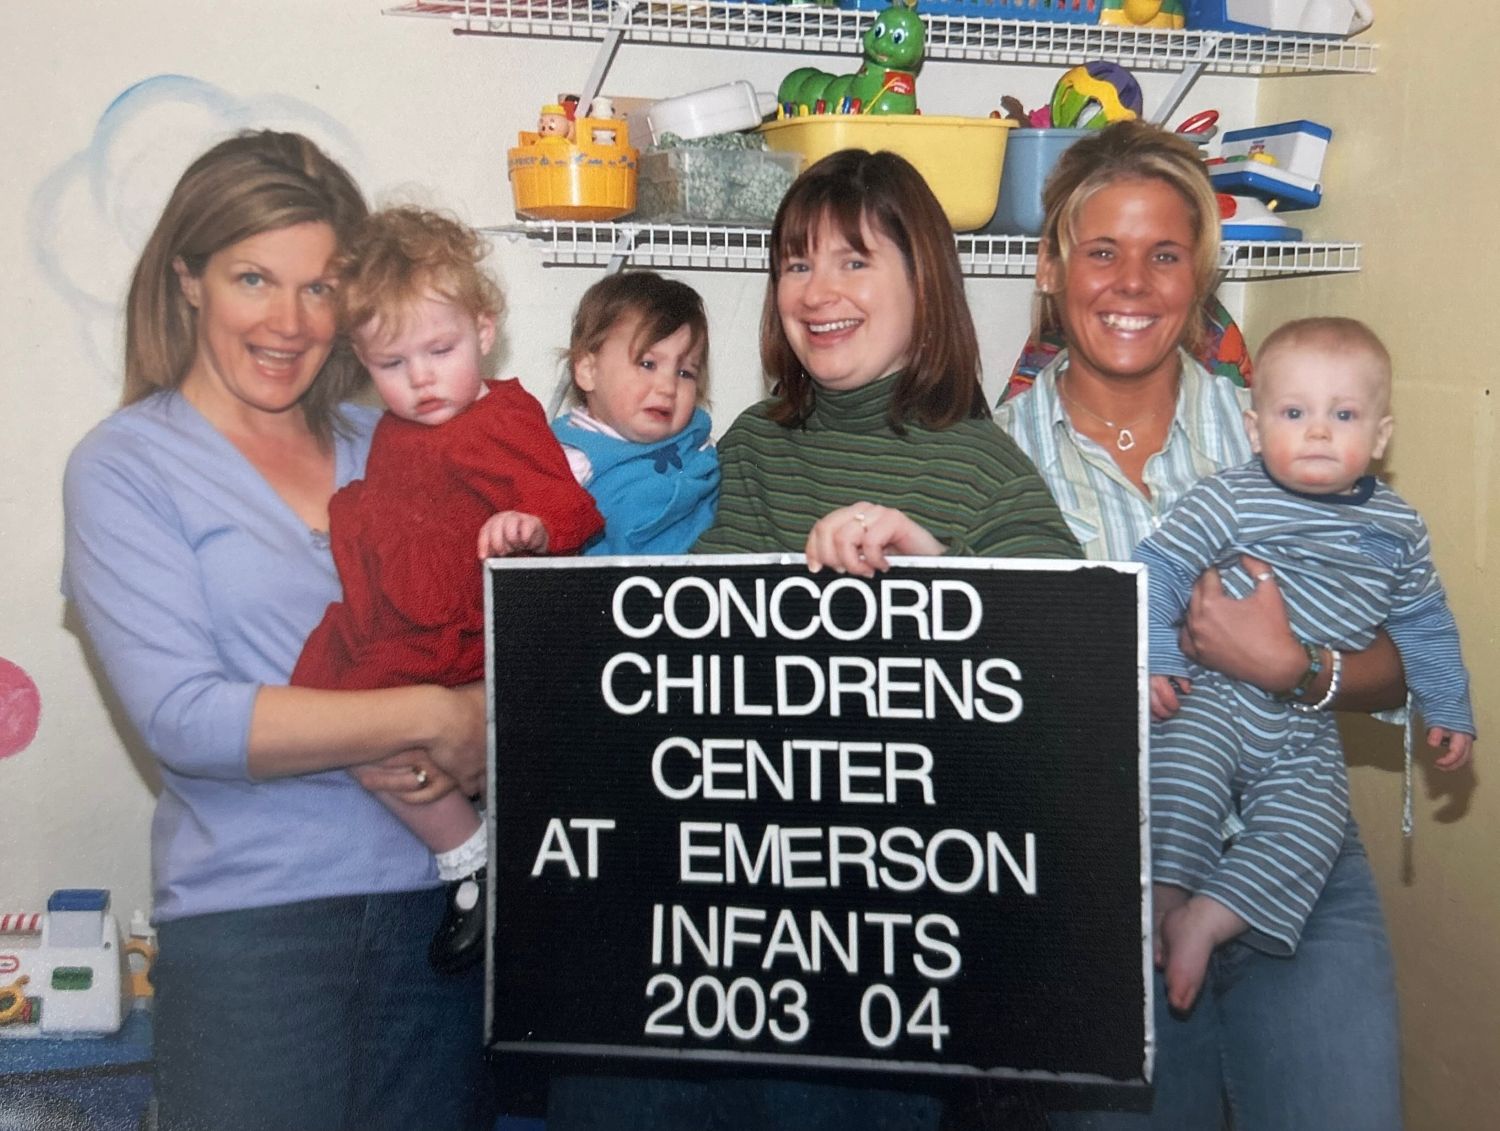 CONCORD
CHILDRENS
CENTER
AT EMERSON
INFANTS
2003 04